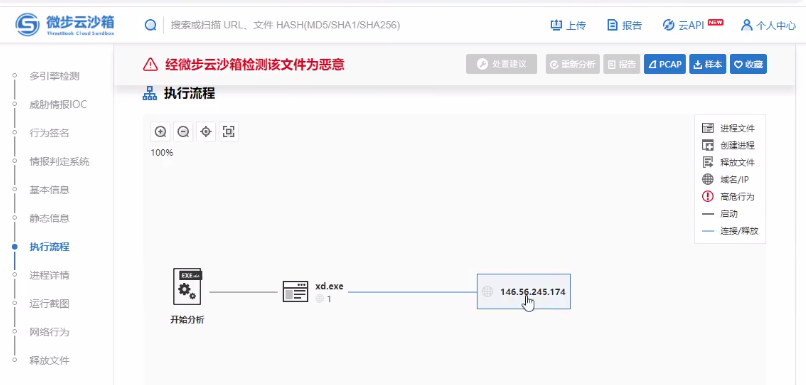 微步云沙箱
ThreatBook Cloud Sandbox
搜索或扫描 URL、文件 HASH(MD5/SHA1/SHA256)
上传
报告
云API
NEW
个人中心
经微步云沙箱检测该文件为恶意
处置建议
重新分析
报告
PCAP
样本
收藏
多引擎检测
威胁情报IOC
行为签名
情报判定系统
基本信息
静态信息
执行流程
进程详情
运行截图
网络行为
释放文件
执行流程
100%
进程文件
创建进程
释放文件
域名/IP
高危行为
启动
连接/释放
EXE
开始分析
xd.exe
1
146.56.245.174